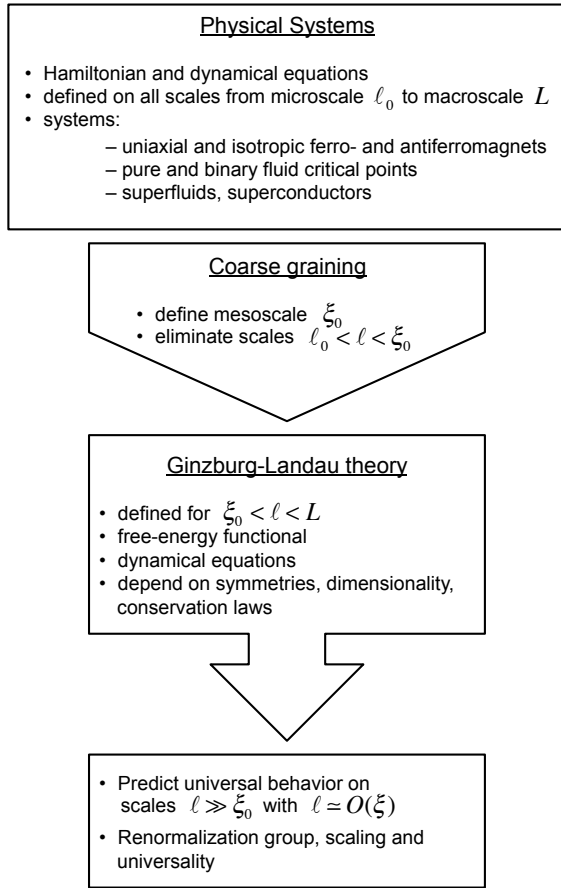 Physical Systems
• Hamiltonian and dynamical equations
• defined on all scales from microscale ℓ₀ to macroscale L
• systems:
– uniaxial and isotropic ferro- and antiferromagnets
– pure and binary fluid critical points
– superfluids, superconductors
Coarse graining
• define mesoscale ξ₀
• eliminate scales ℓ₀ < ℓ < ξ₀
Ginzburg-Landau theory
• defined for ξ₀ < ℓ < L
• free-energy functional
• dynamical equations
• depend on symmetries, dimensionality,
conservation laws
• Predict universal behavior on
scales ℓ ≫ ξ₀ with ℓ ≃ O(ξ)
• Renormalization group, scaling and
universality